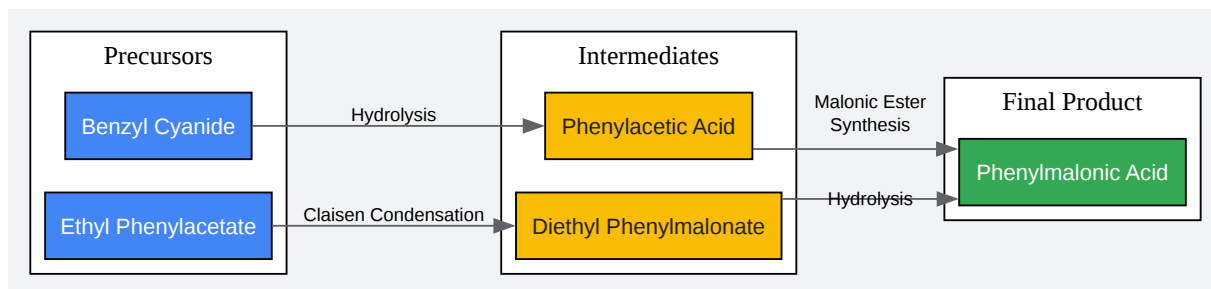 Precursors
Benzyl Cyanide
Ethyl Phenylacetate
Hydrolysis
Claisen Condensation
Intermediates
Phenylacetic Acid
Diethyl Phenylmalonate
Malonic Ester
Synthesis
Hydrolysis
Final Product
Phenylmalonic Acid